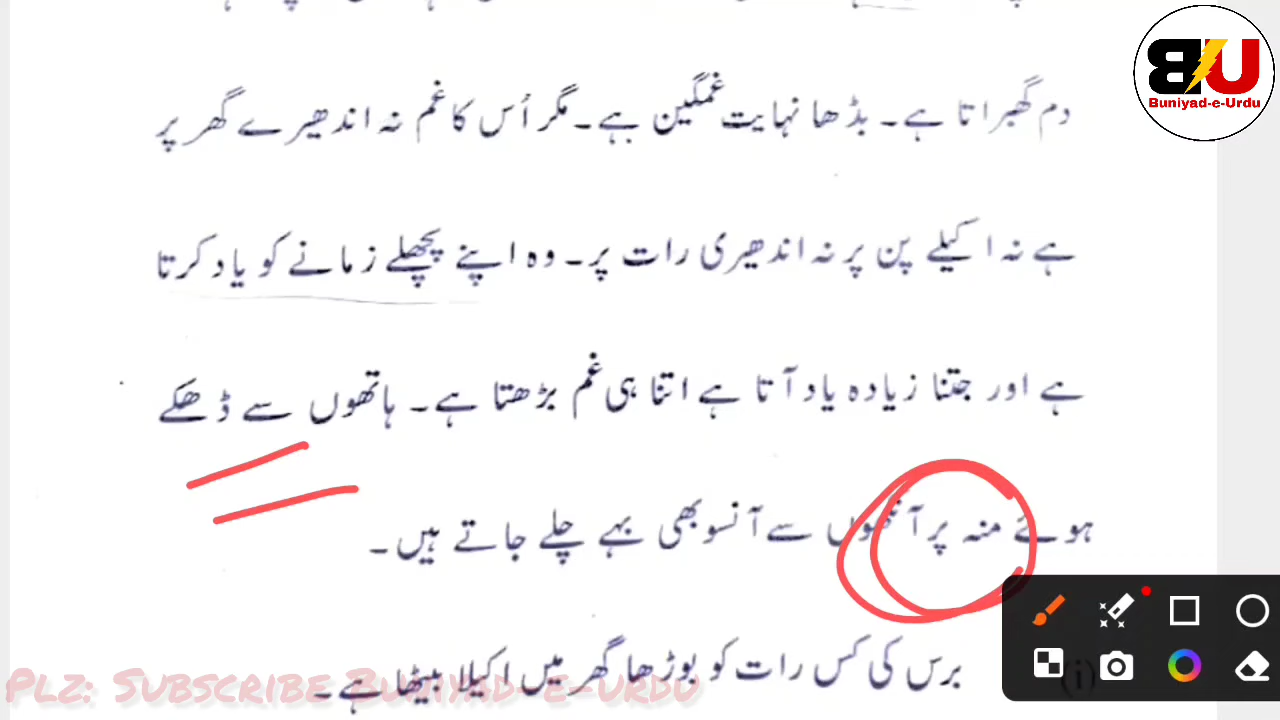 BU
Buniyad-e-Urdu
دم گھبراتا ہے۔ بڈھا نہایت غمگین ہے۔ مگر اُس کا غم نہ اندھیرے گھر پر
ہے نہ اکیلے پن پر نہ اندھیری رات پر۔ وہ اپنے پچھلے زمانے کو یاد کرتا
ہے اور جتنا زیادہ یاد آتا ہے اتنا ہی غم بڑھتا ہے۔ ہاتھوں سے ڈھکے
ہوئے منہ پر آنکھوں سے آنسو بھی بہے چلے جاتے ہیں۔
(i) برس کی کس رات کو بوڑھا گھر میں اکیلا بیٹھا ہے۔
Plz: Subscribe Buniyad-e-urdu